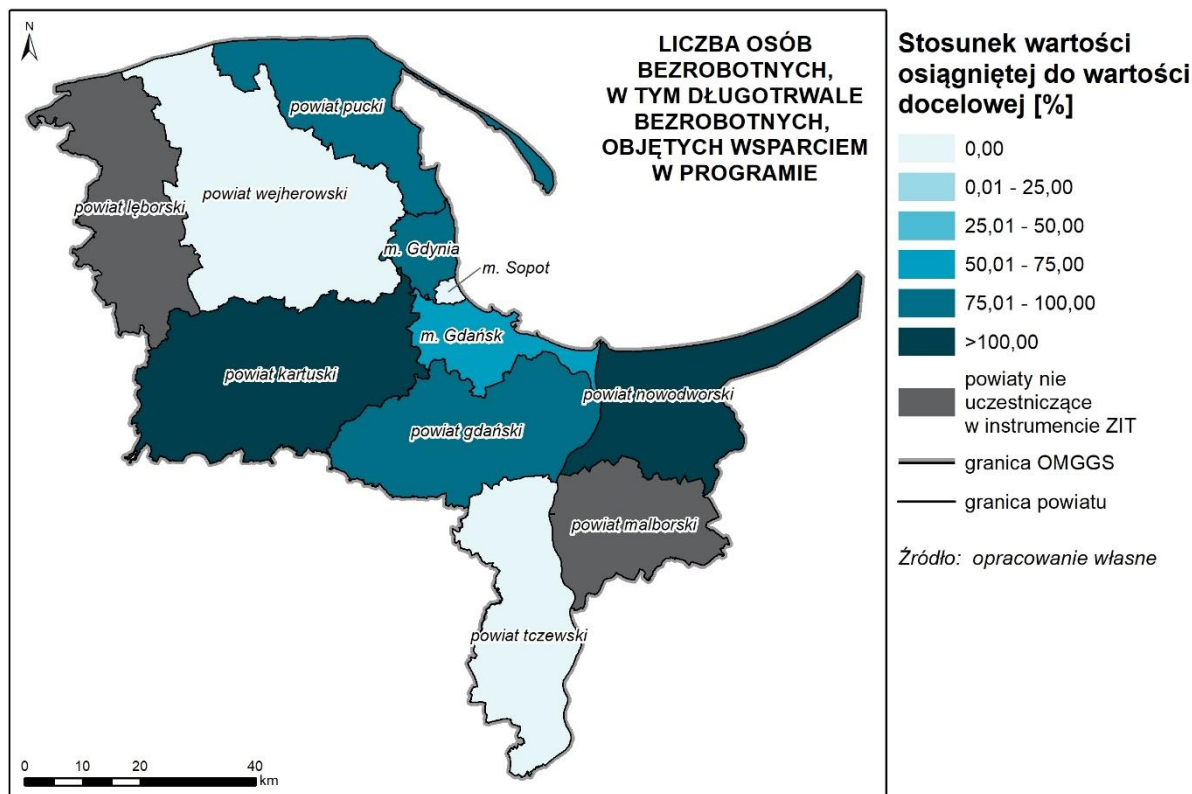 N
LICZBA OSÓB
BEZROBOTNYCH,
W TYM DŁUGOTRWALE
BEZROBOTNYCH,
OBJĘTYCH WSPARCIEM
W PROGRAMIE
powiat pucki
powiat wejherowski
powiat lęborski
m. Gdynia
m. Sopot
m. Gdańsk
powiat kartuski
powiat nowodworski
powiat gdański
powiat malborski
powiat tczewski
0 10 20 40
km
Stosunek wartości
osiągniętej do wartości
docelowej [%]
0,00
0,01 - 25,00
25,01 - 50,00
50,01 - 75,00
75,01 - 100,00
>100,00
powiaty nie
uczestniczące
w instrumencie ZIT
granica OMGGS
granica powiatu
Źródło: opracowanie własne